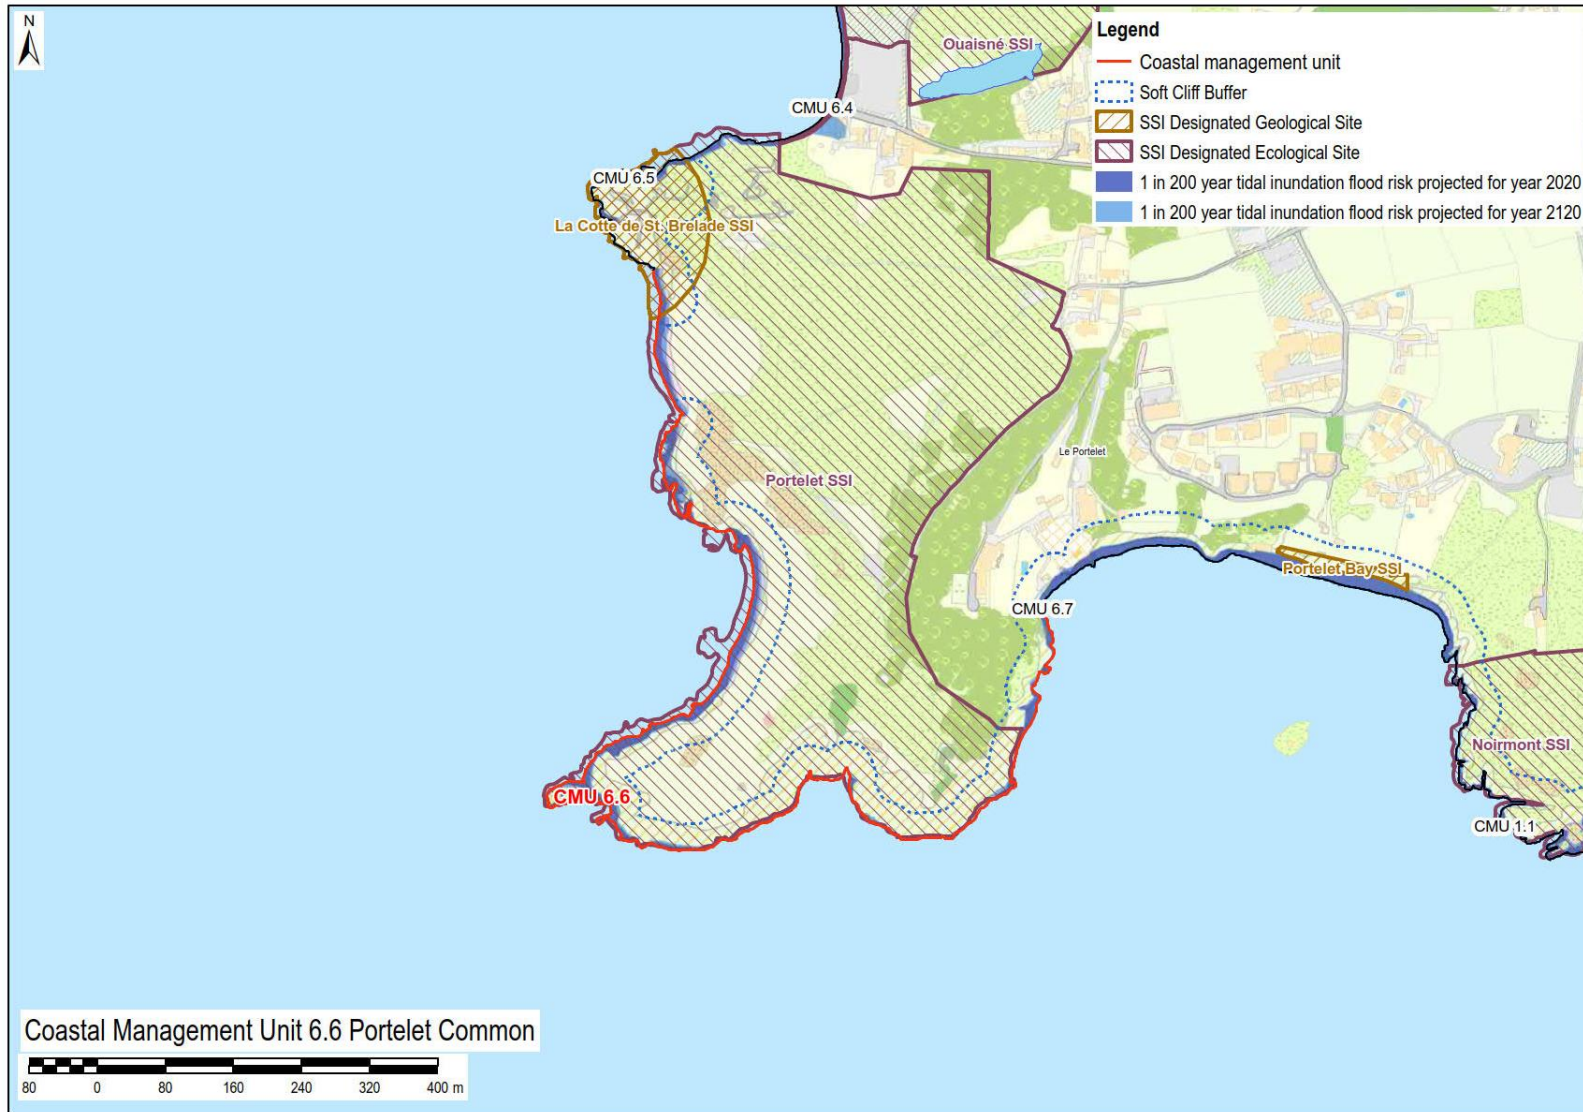 N
Legend
Coastal management unit
Soft Cliff Buffer
SSI Designated Geological Site
SSI Designated Ecological Site
1 in 200 year tidal inundation flood risk projected for year 2020
1 in 200 year tidal inundation flood risk projected for year 2120
Ouaisné SSI
CMU 6.4
CMU 6.5
La Cotte de St. Brelade SSI
Le Portelet
Portelet SSI
Portelet Bay SSI
CMU 6.7
Noirmont SSI
CMU 6.6
CMU 1.1
Coastal Management Unit 6.6 Portelet Common
80 0 80 160 240 320 400 m